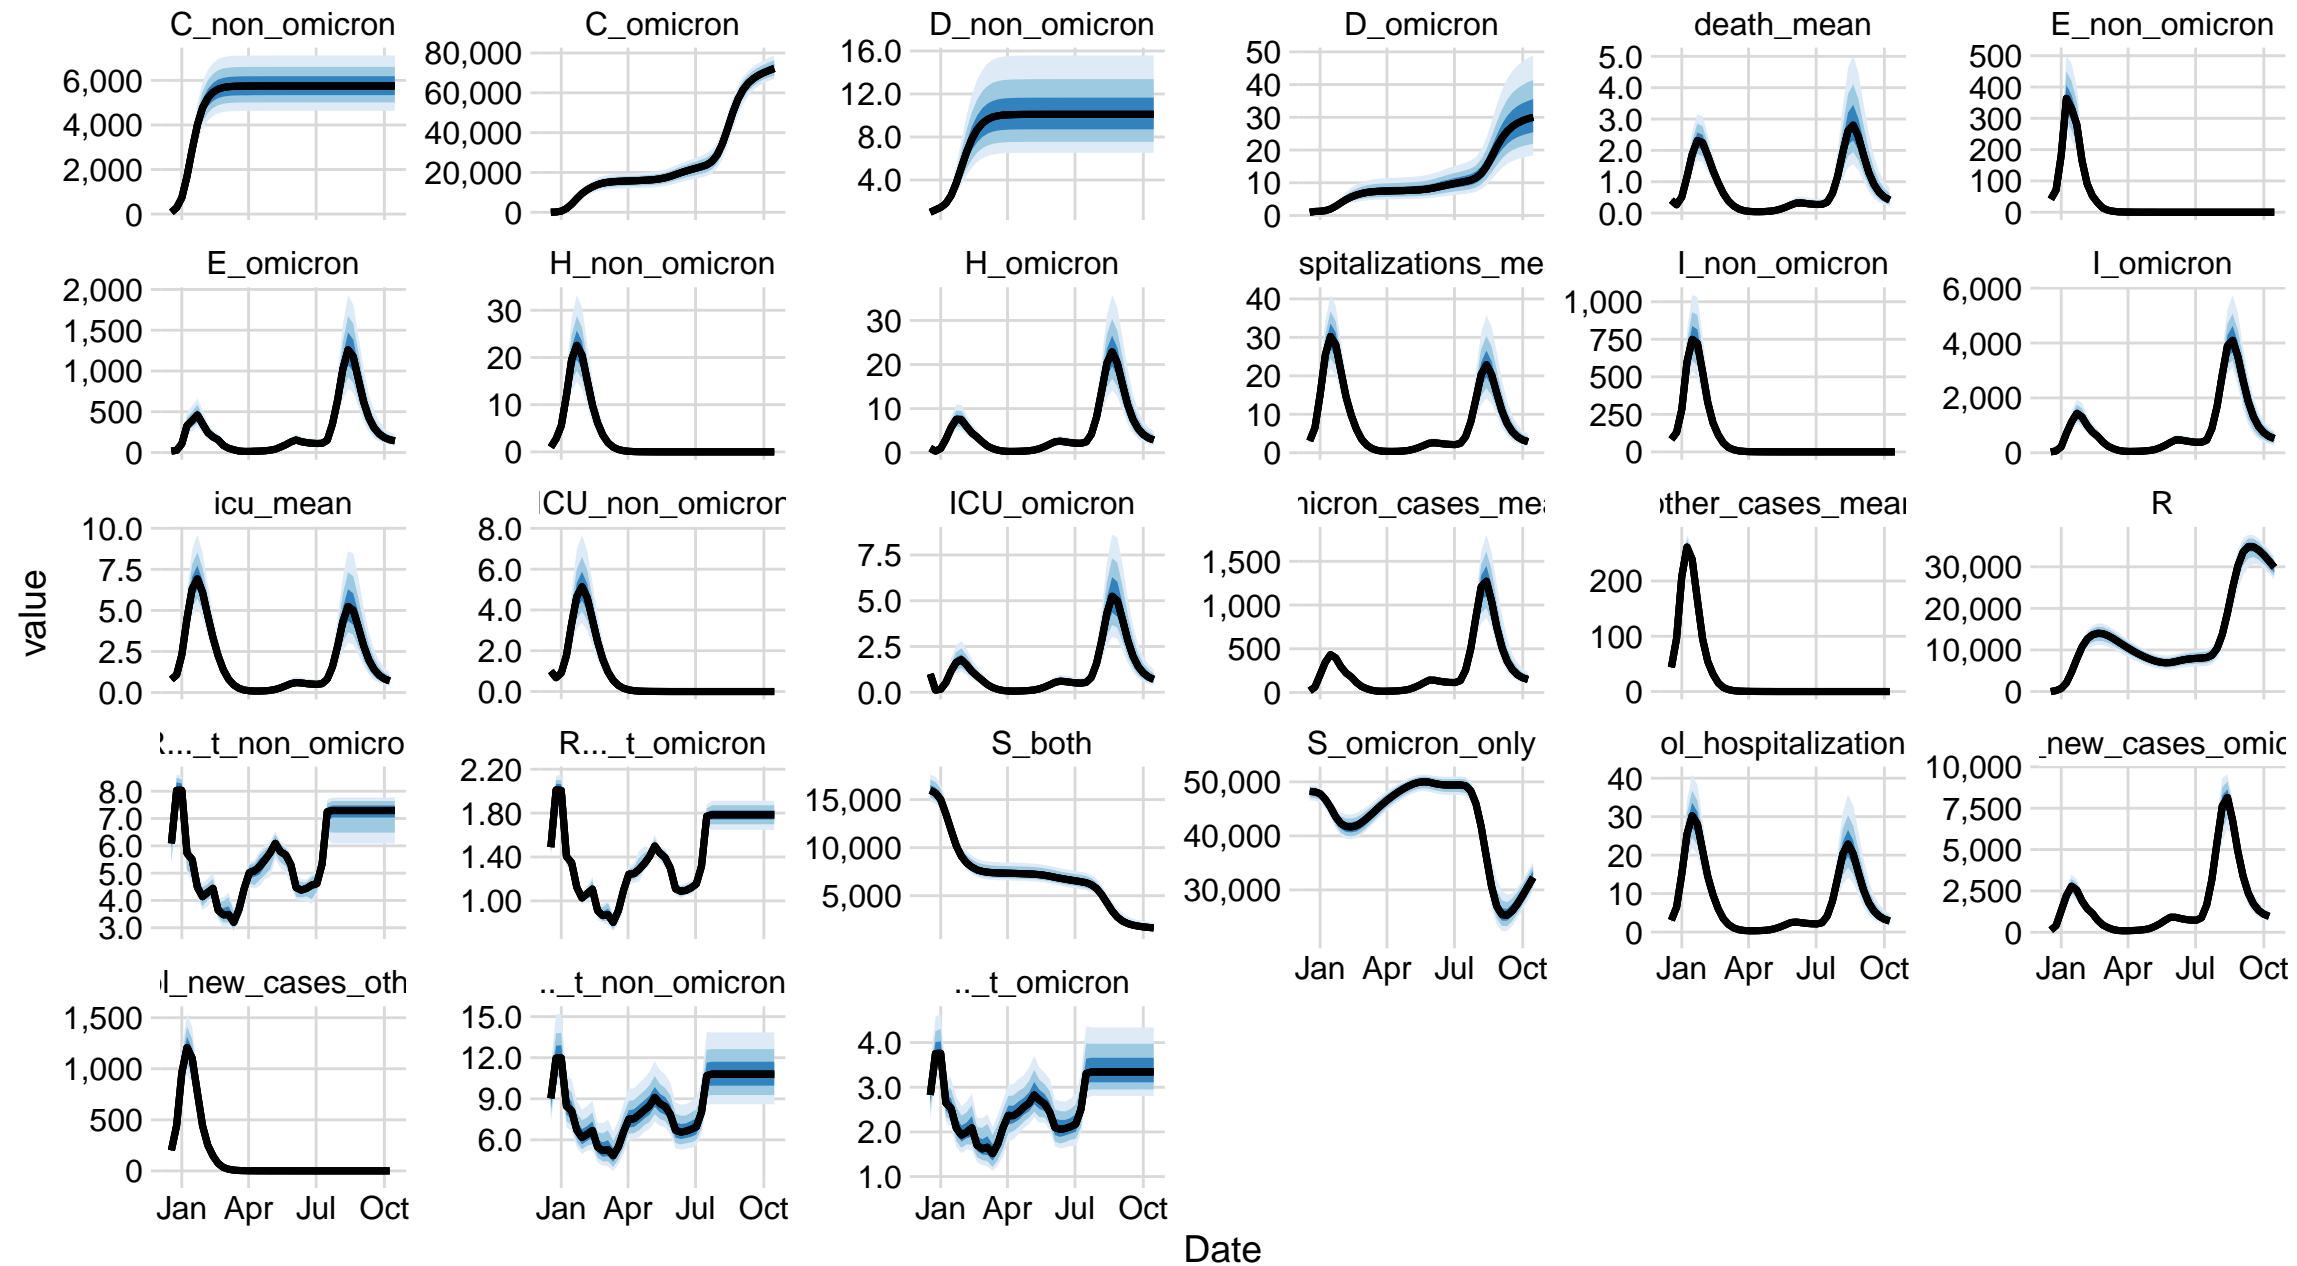 C_non_omicron C_omicron D_non_omicron D_omicron death_mean E_non_omicron
6,000 4,000 2,000 0
80,000 60,000 40,000 20,000 0
16.0 12.0 8.0 4.0
50 40 30 20 10 0
5.0 4.0 3.0 2.0 1.0 0.0
500 400 300 200 100 0
E_omicron H_non_omicron H_omicron spitalizations_me I_non_omicron I_omicron
2,000 1,500 1,000 500 0
30 20 10 0
30 20 10 0
40 30 20 10 0
1,000 750 500 250 0
6,000 4,000 2,000 0
icu_mean ICU_non_omicron ICU_omicron nicron_cases_mea other_cases_mean R
10.0 7.5 5.0 2.5 0.0
8.0 6.0 4.0 2.0 0.0
7.5 5.0 2.5 0.0
1,500 1,000 500 0
200 100 0
30,000 20,000 10,000 0
R..._t_non_omicro R..._t_omicron S_both S_omicron_only ol_hospitalization _new_cases_omic
8.0 7.0 6.0 5.0 4.0 3.0
2.20 1.80 1.40 1.00
15,000 10,000 5,000
50,000 40,000 30,000
40 30 20 10 0
10,000 7,500 5,000 2,500 0
Jan Apr Jul Oct Jan Apr Jul Oct Jan Apr Jul Oct
ol_new_cases_oth .._t_non_omicron .._t_omicron
1,500 1,000 500 0
15.0 12.0 9.0 6.0
4.0 3.0 2.0 1.0
Jan Apr Jul Oct Jan Apr Jul Oct Jan Apr Jul Oct
value
Date